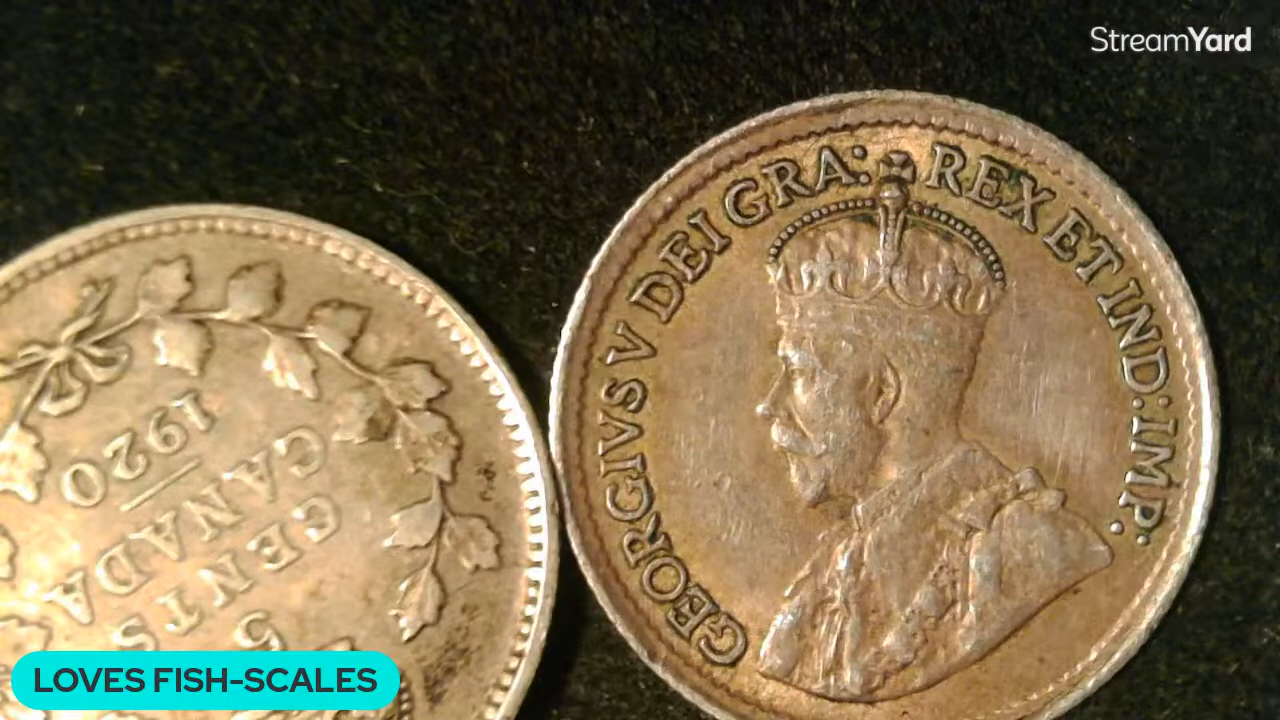 StreamYard
GEORGIVS V DEI GRA: REX ET IND: IMP:
5
CENTS
CANADA
1920
LOVES FISH-SCALES